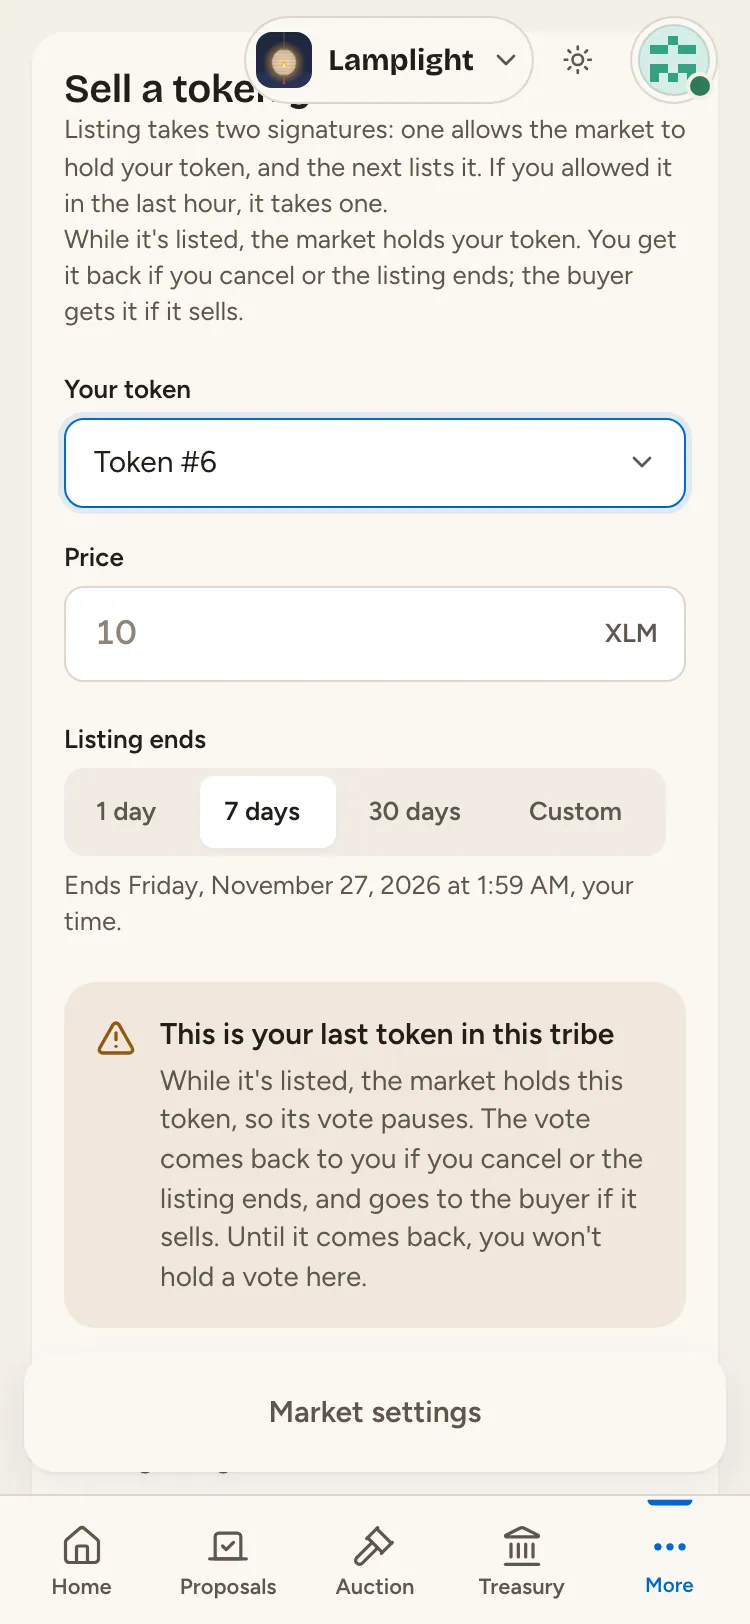 Lamplight
Sell a token
Listing takes two signatures: one allows the market to
hold your token, and the next lists it. If you allowed it
in the last hour, it takes one.
While it's listed, the market holds your token. You get
it back if you cancel or the listing ends; the buyer
gets it if it sells.
Your token
Token #6
Price
10 XLM
Listing ends
1 day 7 days 30 days Custom
Ends Friday, November 27, 2026 at 1:59 AM, your
time.
This is your last token in this tribe
While it's listed, the market holds this
token, so its vote pauses. The vote
comes back to you if you cancel or the
listing ends, and goes to the buyer if it
sells. Until it comes back, you won't
hold a vote here.
Market settings
Home Proposals Auction Treasury More